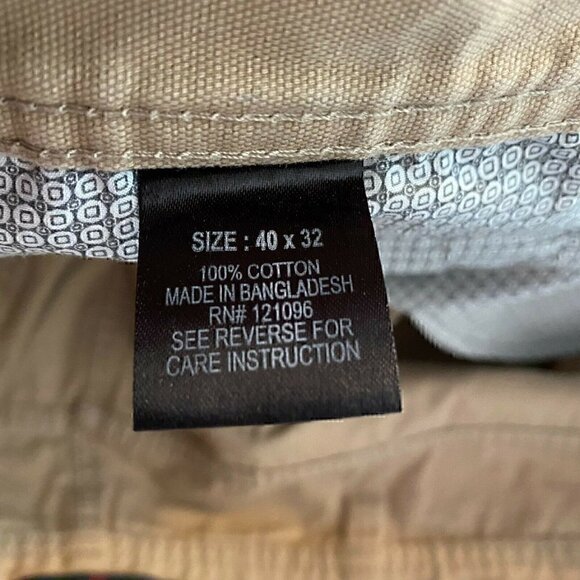 SIZE : 40 x 32
100% COTTON
MADE IN BANGLADESH
RN# 121096
SEE REVERSE FOR
CARE INSTRUCTION